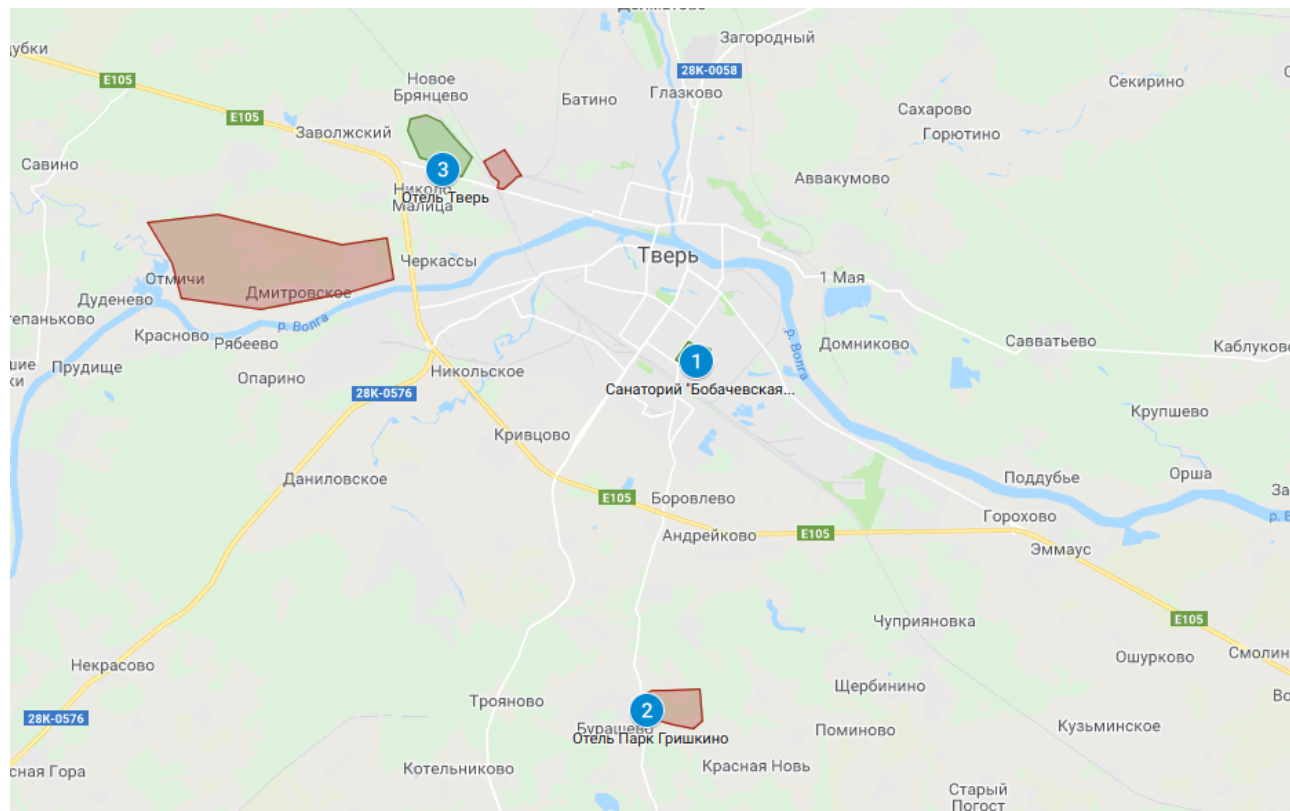 Загородный
E105
28K-0058
Новое
Брянцево
Батино
Глазково
Секирино
Сахарово
E105
Заволжский
Горютино
Савино
Аввакумово
3
Николо
Малица
Отель Тверь
Тверь
Черкассы
Отмичи
1 Мая
Дуденево
Дмитровское
р. Волга
Красново
Рябеево
Домниково
Савватьево
Каблуково
р. Волга
Прудище
Опарино
Никольское
1
Санаторий "Бобачевская...
28K-0576
Крупшево
Кривцово
Даниловское
Поддубье
Орша
E105
Боровлево
Горохово
Андрейково
E105
Эммаус
E105
Чуприяновка
Некрасово
Ошурково
Щербинино
Трояново
2
28K-0576
Бурашево
Отель Парк Гришкино
Поминово
Кузьминское
Котельниково
Красная Новь
Старый
Погост